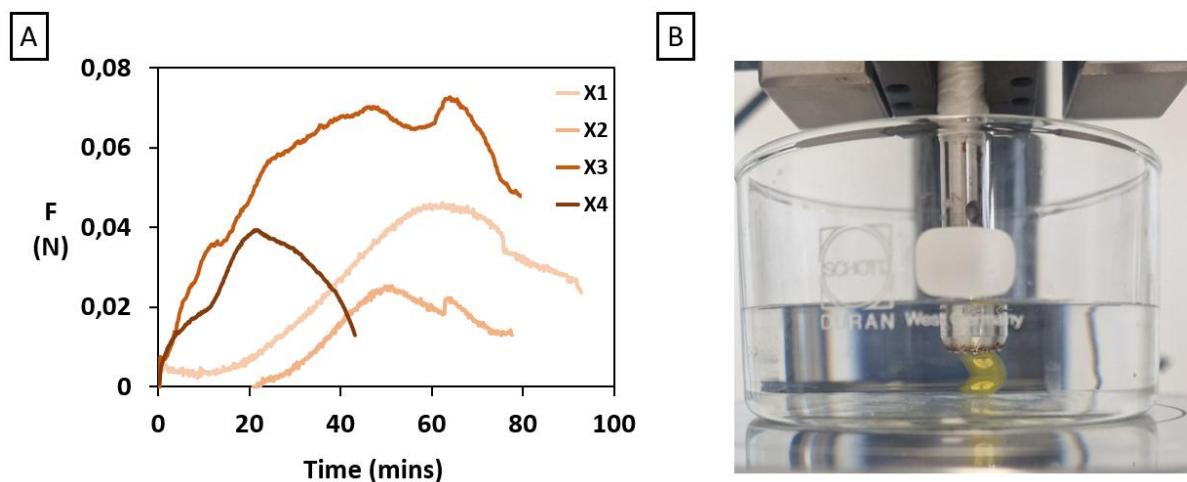 A
B
0,08
0,06
0,04
0,02
0
F
(N)
X1
X2
X3
X4
0
20
40
60
80
100
Time (mins)
SCHOTT
DURAN West Germany